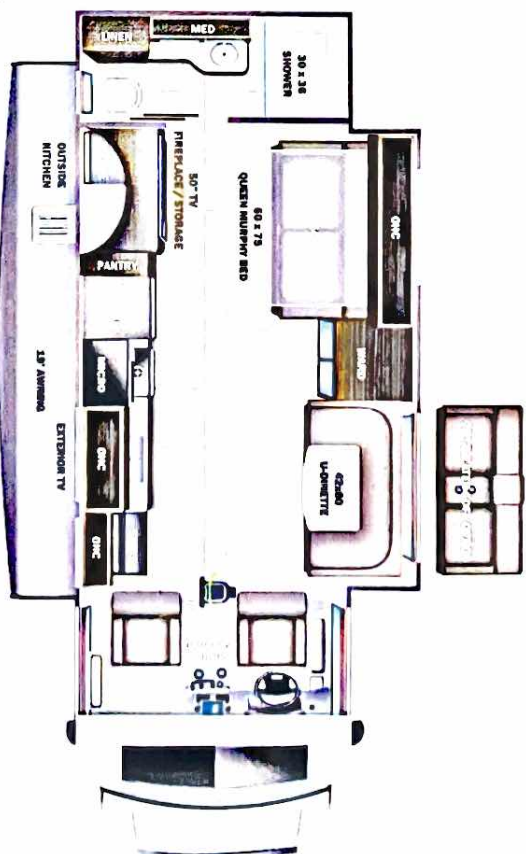 LINEN
MED
30 x 36
SHOWER
OUTSIDE
KITCHEN
50" TV
FIREPLACE / STORAGE
60 x 75
QUEEN MURPHY BED
OHC
PANTRY
WARD
MICRO
42x80
U-DINETTE
AWNING
EXTERIOR TV
OHC
OHC